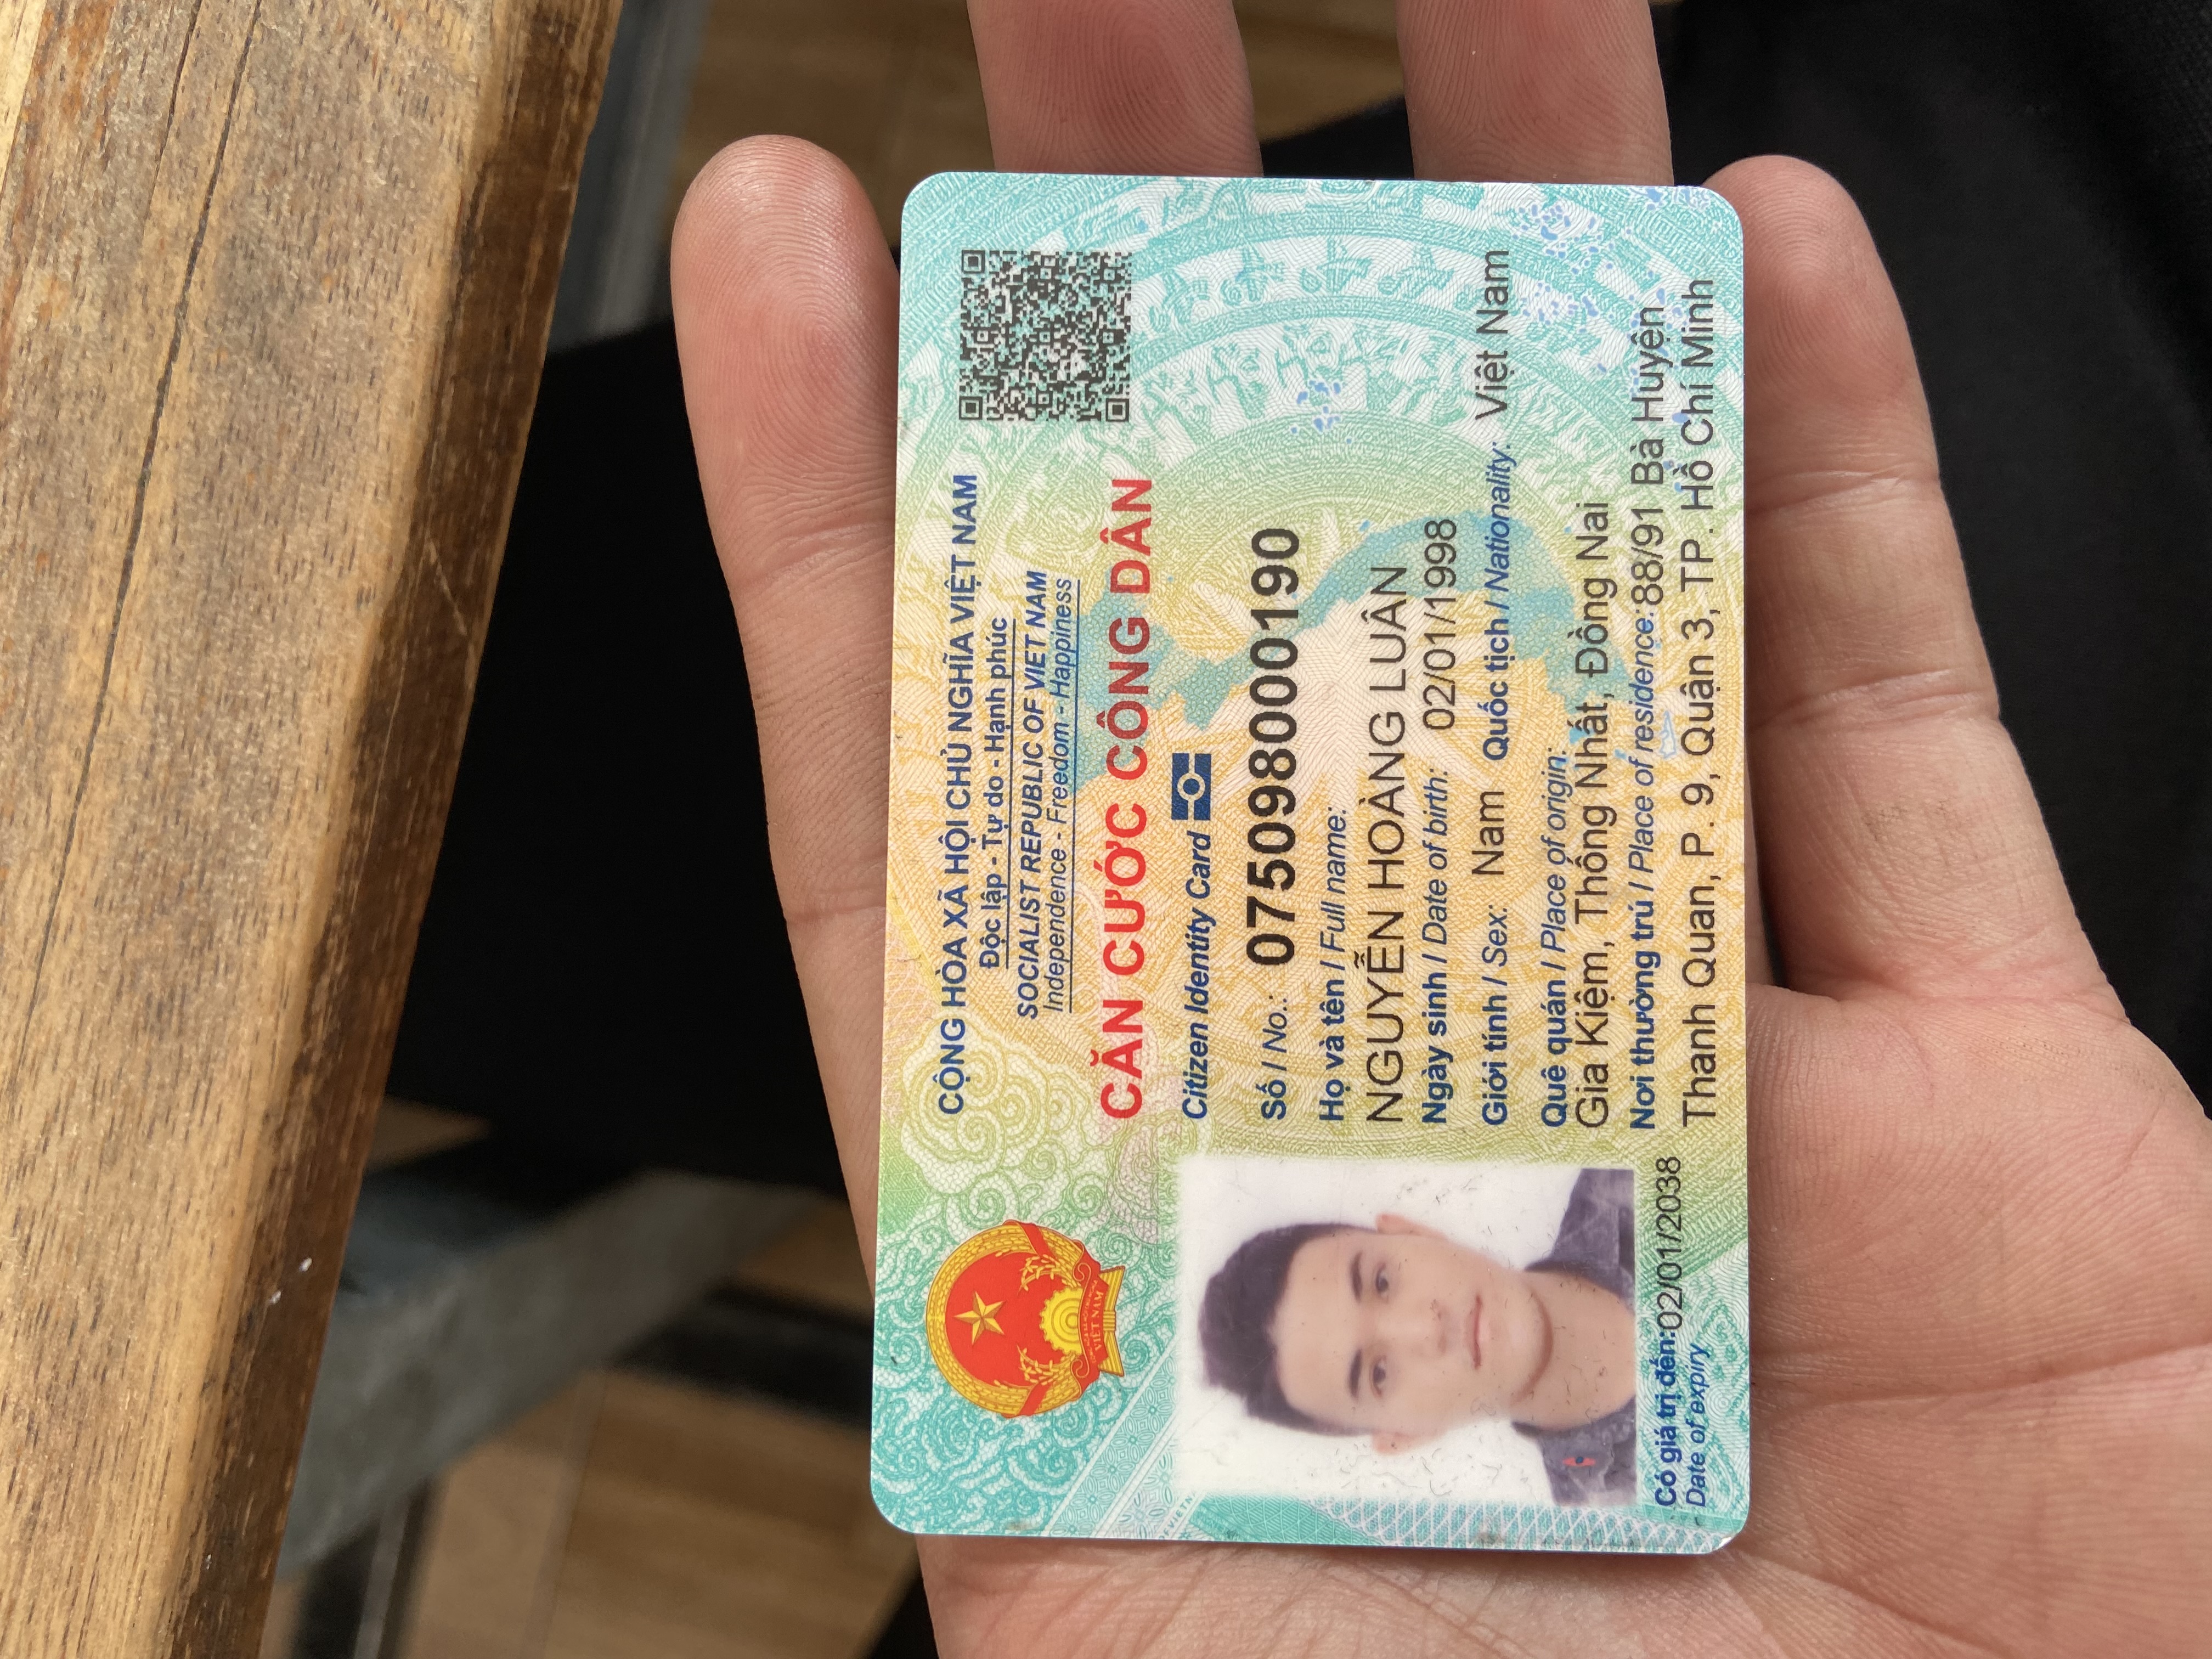 CỘNG HÒA XÃ HỘI CHỦ NGHĨA VIỆT NAM
Độc lập - Tự do - Hạnh phúc
SOCIALIST REPUBLIC OF VIET NAM
Independence - Freedom - Happiness
CĂN CƯỚC CÔNG DÂN
Citizen Identity Card
Số / No.: 075098000190
Họ và tên / Full name:
NGUYỄN HOÀNG LUÂN
Ngày sinh / Date of birth: 02/01/1998
Giới tính / Sex: Nam Quốc tịch / Nationality: Việt Nam
Quê quán / Place of origin:
Gia Kiệm, Thống Nhất, Đồng Nai
Nơi thường trú / Place of residence: 88/91 Bà Huyện
Thanh Quan, P. 9, Quận 3, TP. Hồ Chí Minh
Có giá trị đến: 02/01/2038
Date of expiry
VIỆT NAM